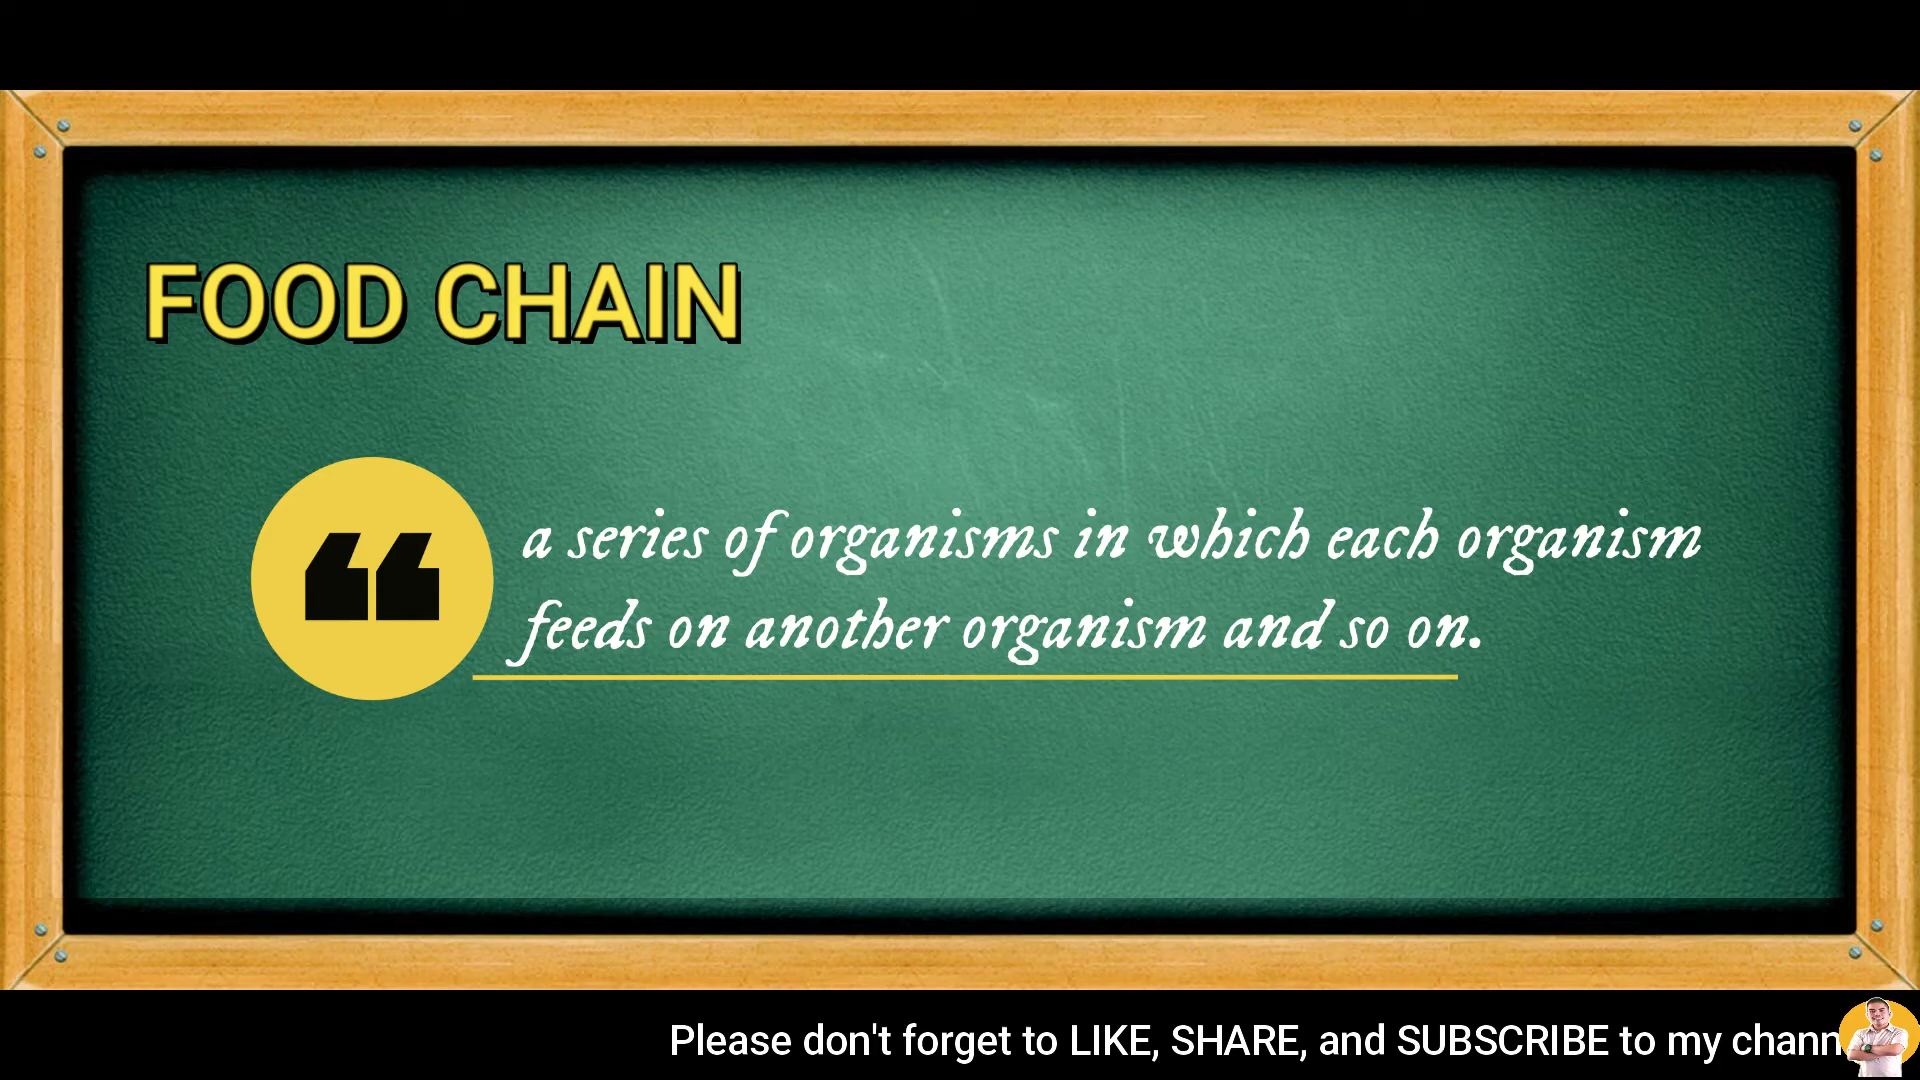 FOOD CHAIN
❝
a series of organisms in which each organism
feeds on another organism and so on.
Please don't forget to LIKE, SHARE, and SUBSCRIBE to my chann